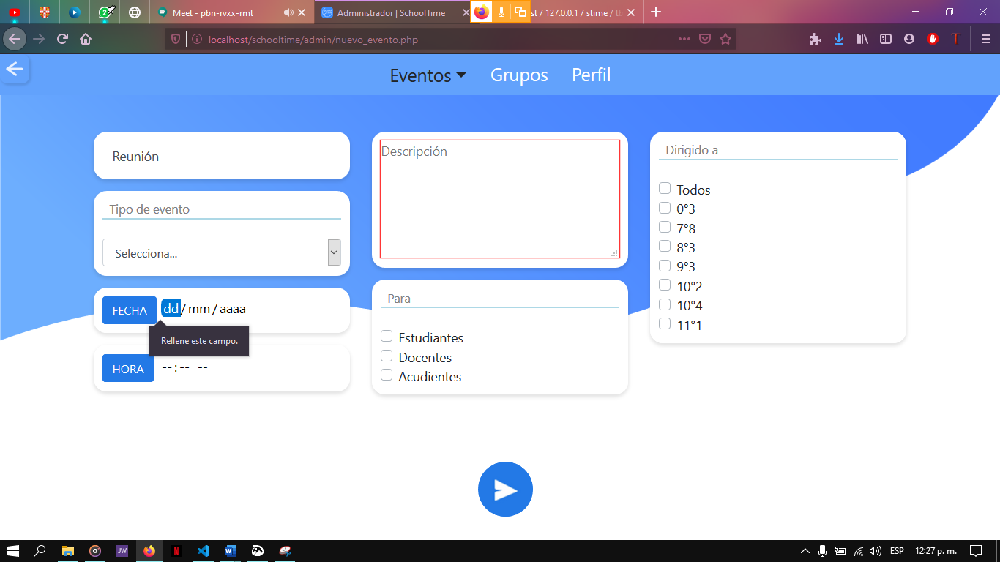 Meet - pbn-rvxx-rmt
Administrador | SchoolTime
st / 127.0.0.1 / stime / tb
2
localhost/schooltime/admin/nuevo_evento.php
T
Eventos
Grupos
Perfil
Reunión
Tipo de evento
Selecciona...
FECHA
dd / mm / aaaa
Rellene este campo.
HORA
--:-- --
Descripción
Para
Estudiantes
Docentes
Acudientes
Dirigido a
Todos
0°3
7°8
8°3
9°3
10°2
10°4
11°1
JW
N
W
ESP
12:27 p. m.